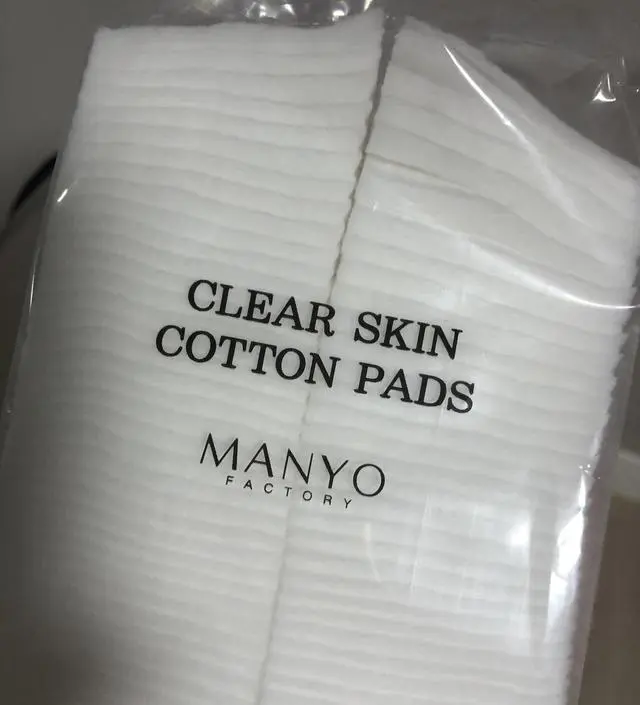 CLEAR SKIN
COTTON PADS
MANYO
FACTORY